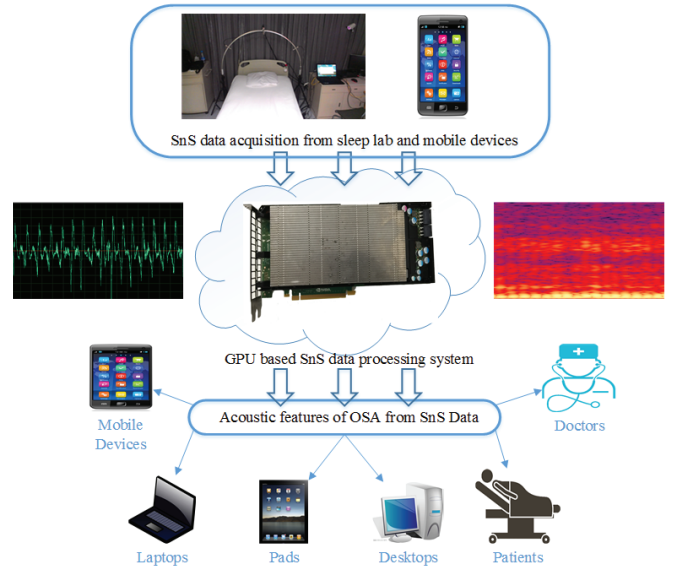 SnS data acquisition from sleep lab and mobile devices
GPU based SnS data processing system
Acoustic features of OSA from SnS Data
Mobile
Devices
Doctors
Laptops
Pads
Desktops
Patients